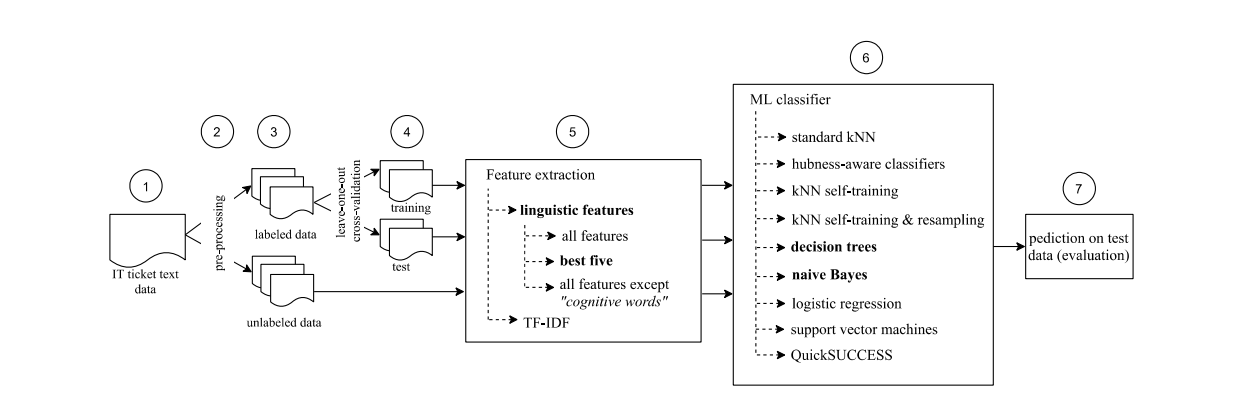 1
IT ticket text
data
2
pre-processing
3
labeled data
unlabeled data
leave-one-out
cross-validation
4
training
test
5
Feature extraction
linguistic features
all features
best five
all features except
"cognitive words"
TF-IDF
6
ML classifier
standard kNN
hubness-aware classifiers
kNN self-training
kNN self-training & resampling
decision trees
naive Bayes
logistic regression
support vector machines
QuickSUCCESS
7
pediction on test
data (evaluation)